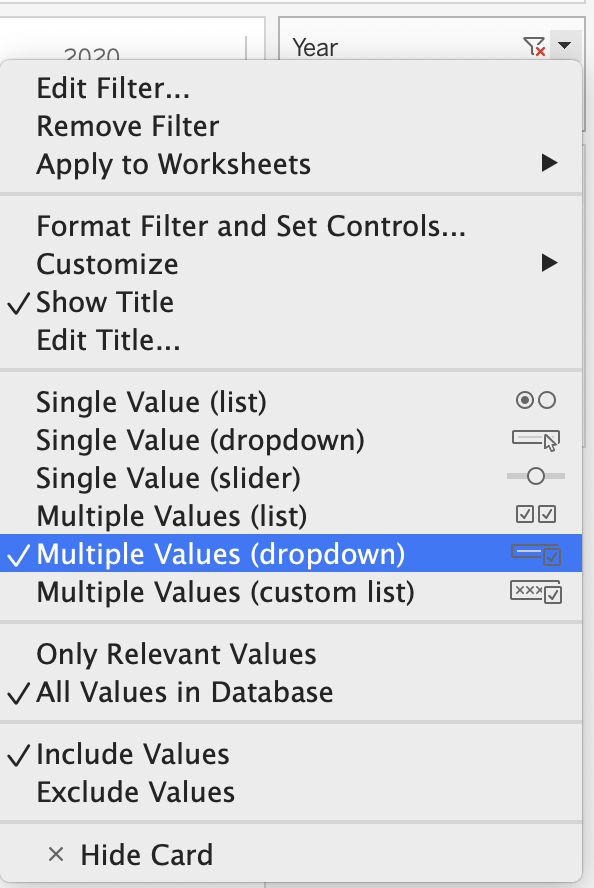 2020
Year
Edit Filter...
Remove Filter
Apply to Worksheets
Format Filter and Set Controls...
Customize
Show Title
Edit Title...
Single Value (list)
Single Value (dropdown)
Single Value (slider)
Multiple Values (list)
Multiple Values (dropdown)
Multiple Values (custom list)
Only Relevant Values
All Values in Database
Include Values
Exclude Values
Hide Card